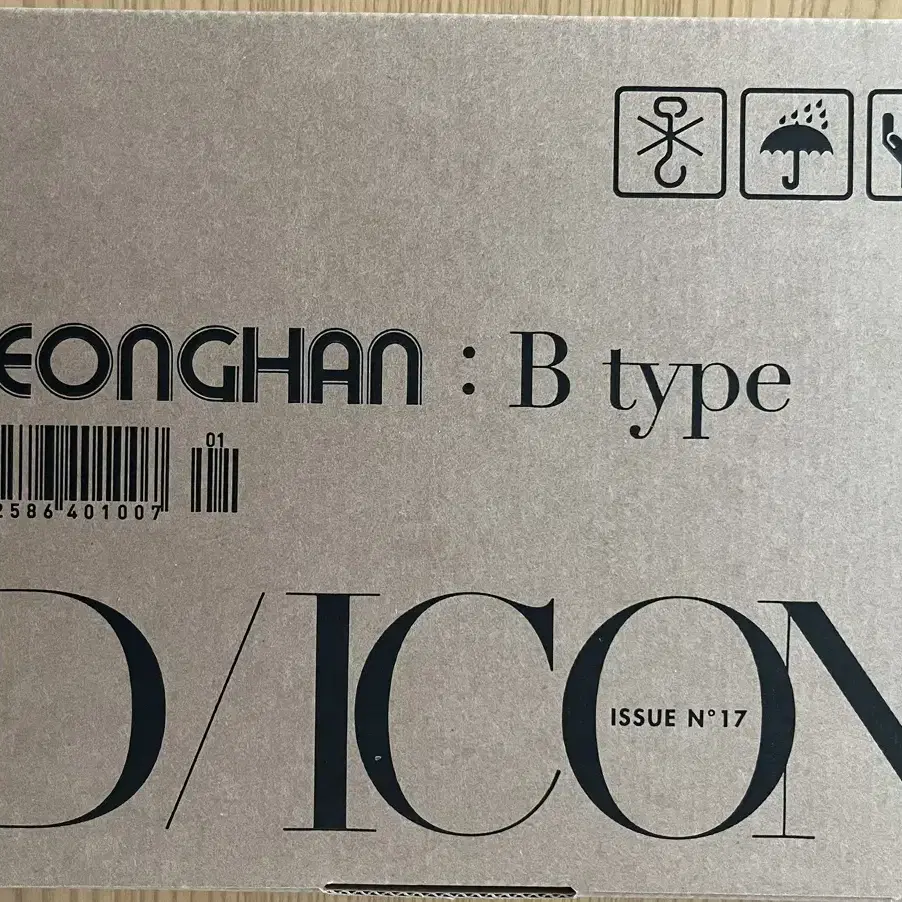 EONGHAN : B type
01
2586 401007
D/ICON
ISSUE N°17